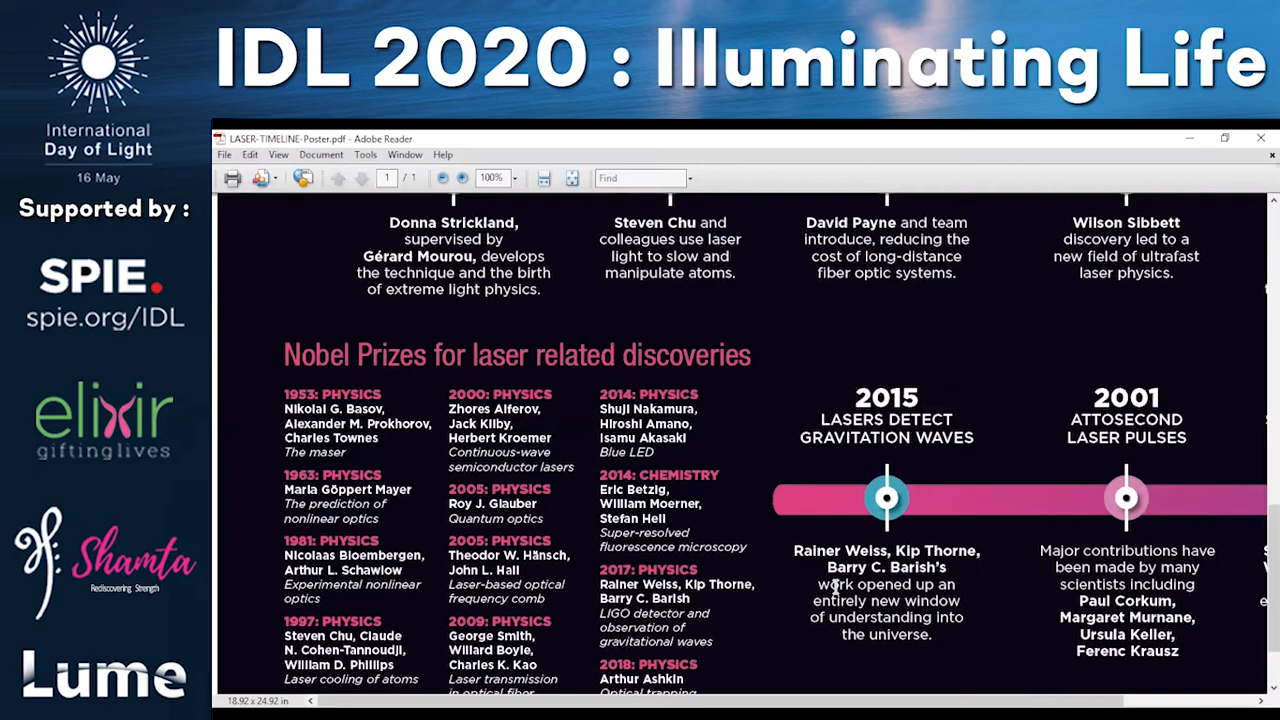 IDL 2020 : Illuminating Life
International
Day of Light
16 May
Supported by :
SPIE.
spie.org/IDL
elixir
giftinglives
Shamta
Rediscovering Strength
Lume
LASER-TIMELINE-Poster.pdf - Adobe Reader
File Edit View Document Tools Window Help
1 / 1 100% Find
Donna Strickland,
supervised by
Gérard Mourou, develops
the technique and the birth
of extreme light physics.
Steven Chu and
colleagues use laser
light to slow and
manipulate atoms.
David Payne and team
introduce, reducing the
cost of long-distance
fiber optic systems.
Wilson Sibbett
discovery led to a
new field of ultrafast
laser physics.
Nobel Prizes for laser related discoveries
1953: PHYSICS
Nikolai G. Basov,
Alexander M. Prokhorov,
Charles Townes
The maser
1963: PHYSICS
Maria Göppert Mayer
The prediction of
nonlinear optics
1981: PHYSICS
Nicolaas Bloembergen,
Arthur L. Schawlow
Experimental nonlinear
optics
1997: PHYSICS
Steven Chu, Claude
N. Cohen-Tannoudji,
William D. Phillips
Laser cooling of atoms
2000: PHYSICS
Zhores Alferov,
Jack Kilby,
Herbert Kroemer
Continuous-wave
semiconductor lasers
2005: PHYSICS
Roy J. Glauber
Quantum optics
2005: PHYSICS
Theodor W. Hänsch,
John L. Hall
Laser-based optical
frequency comb
2009: PHYSICS
George Smith,
Willard Boyle,
Charles K. Kao
Laser transmission
in optical fiber
2014: PHYSICS
Shuji Nakamura,
Hiroshi Amano,
Isamu Akasaki
Blue LED
2014: CHEMISTRY
Eric Betzig,
William Moerner,
Stefan Hell
Super-resolved
fluorescence microscopy
2017: PHYSICS
Rainer Weiss, Kip Thorne,
Barry C. Barish
LIGO detector and
observation of
gravitational waves
2018: PHYSICS
Arthur Ashkin
Optical trapping
2015
LASERS DETECT
GRAVITATION WAVES
Rainer Weiss, Kip Thorne,
Barry C. Barish's
work opened up an
entirely new window
of understanding into
the universe.
2001
ATTOSECOND
LASER PULSES
Major contributions have
been made by many
scientists including
Paul Corkum,
Margaret Murnane,
Ursula Keller,
Ferenc Krausz
18.92 x 24.92 in